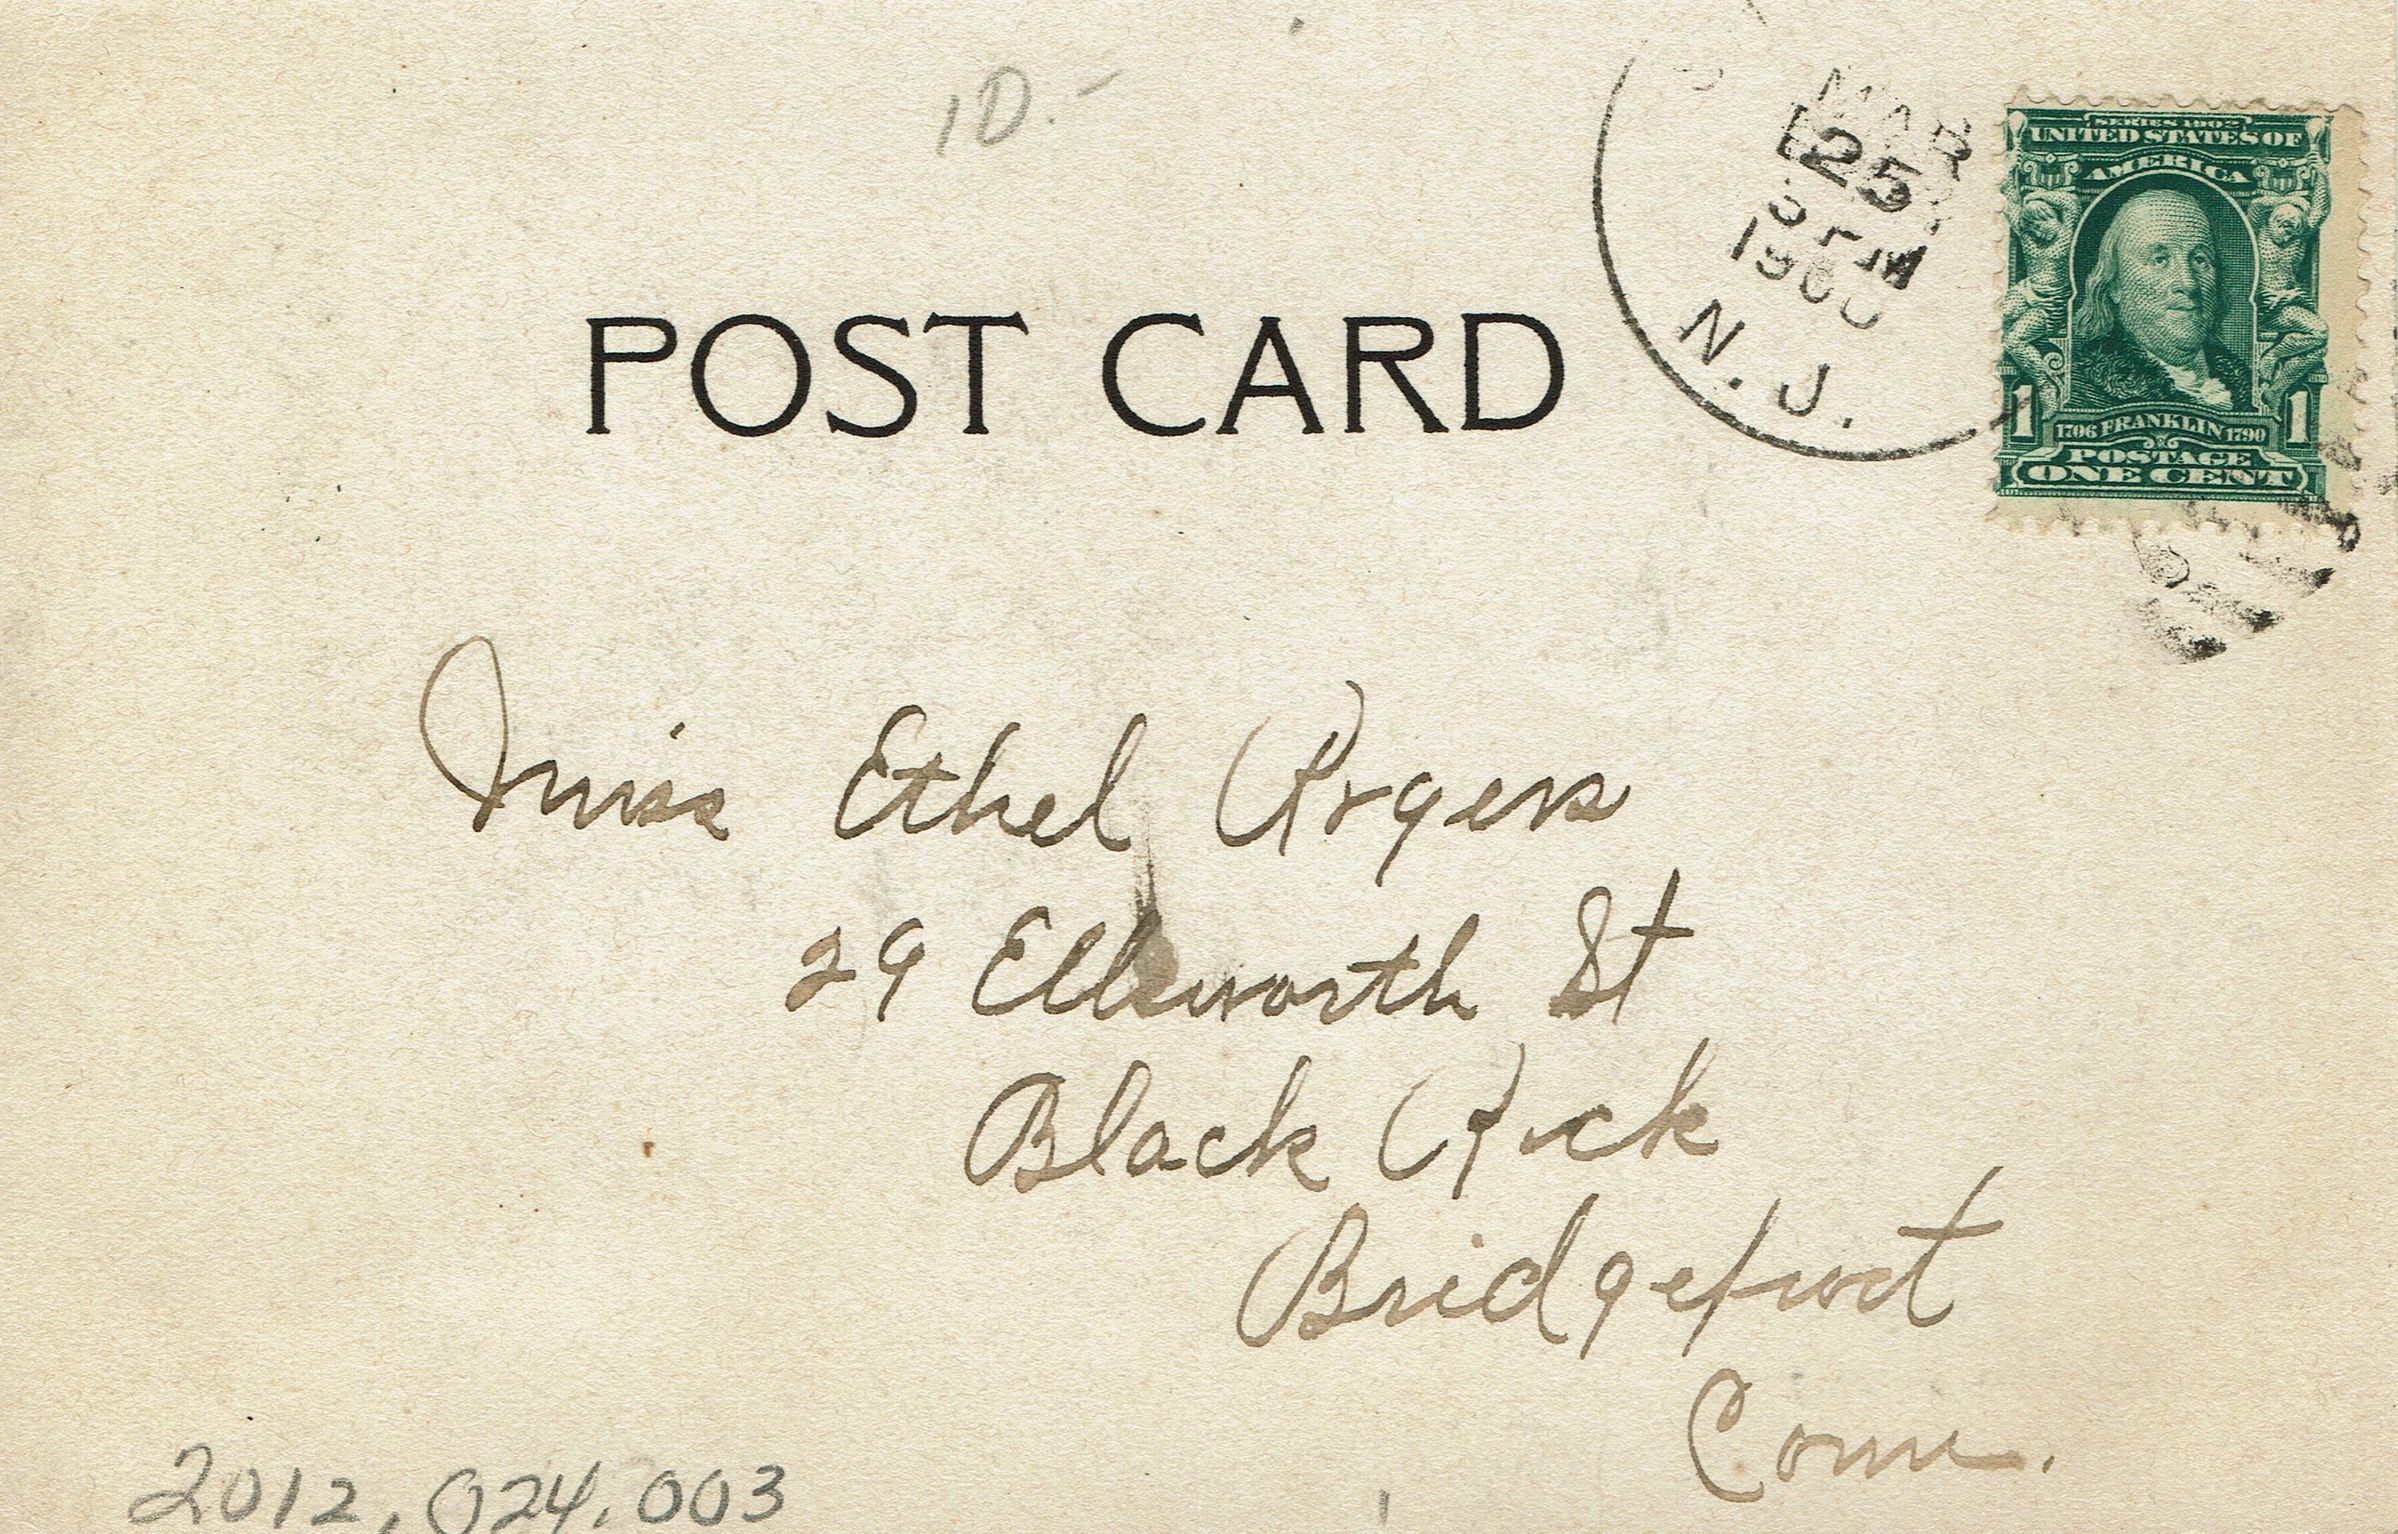 10.-
MAR
25
PM
N. J.
SERIES 1902
UNITED STATES OF
AMERICA
1 1706 FRANKLIN 1790 1
POSTAGE
ONE CENT
POST CARD
Miss Ethel Rogers
29 Ellsworth St
Black Rock
Bridgeport
Conn.
2012.024.003